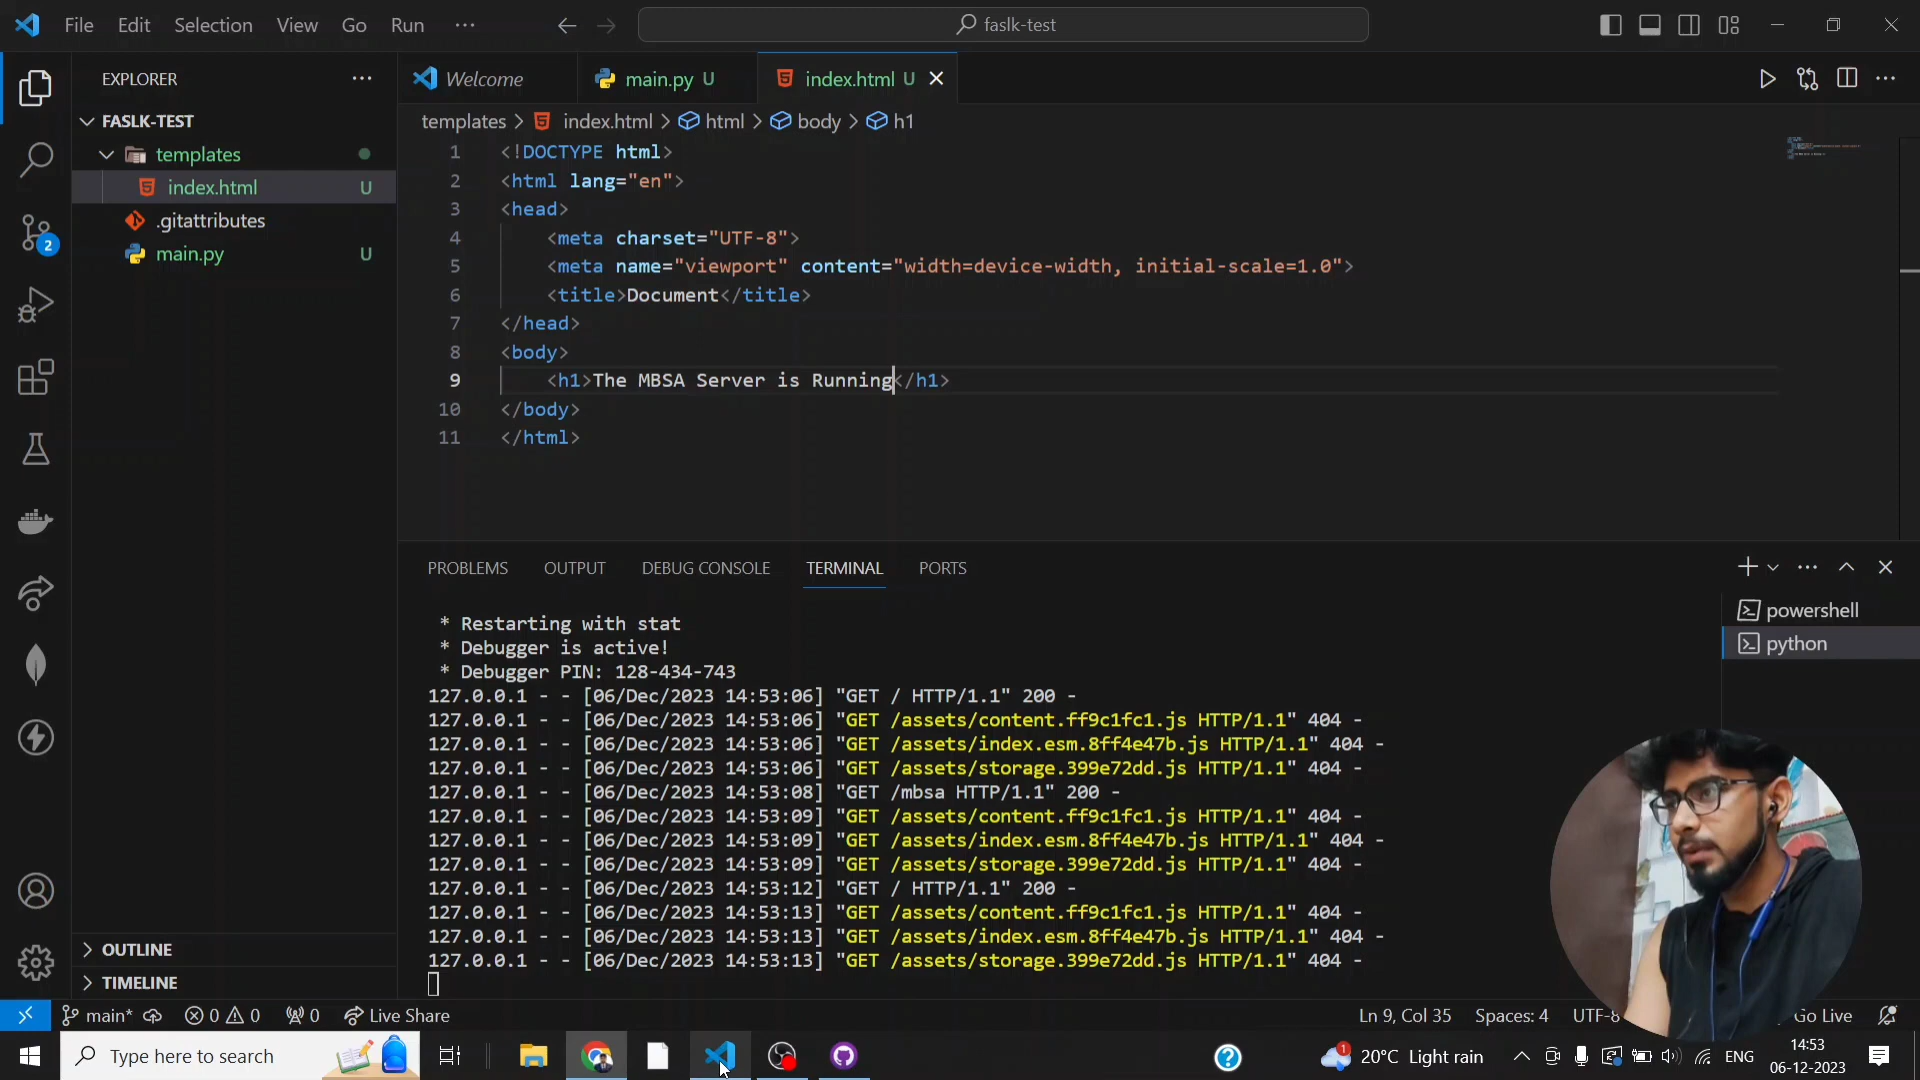 File Edit Selection View Go Run ··· faslk-test
EXPLORER ···
Welcome main.py U index.html U
FASLK-TEST
templates > index.html > html > body > h1
templates
index.html U
.gitattributes
main.py U
1 <!DOCTYPE html>
2 <html lang="en">
3 <head>
4 <meta charset="UTF-8">
5 <meta name="viewport" content="width=device-width, initial-scale=1.0">
6 <title>Document</title>
7 </head>
8 <body>
9 <h1>The MBSA Server is Running</h1>
10 </body>
11 </html>
2
PROBLEMS OUTPUT DEBUG CONSOLE TERMINAL PORTS
powershell
python
* Restarting with stat
* Debugger is active!
* Debugger PIN: 128-434-743
127.0.0.1 - - [06/Dec/2023 14:53:06] "GET / HTTP/1.1" 200 -
127.0.0.1 - - [06/Dec/2023 14:53:06] "GET /assets/content.ff9c1fc1.js HTTP/1.1" 404 -
127.0.0.1 - - [06/Dec/2023 14:53:06] "GET /assets/index.esm.8ff4e47b.js HTTP/1.1" 404 -
127.0.0.1 - - [06/Dec/2023 14:53:06] "GET /assets/storage.399e72dd.js HTTP/1.1" 404 -
127.0.0.1 - - [06/Dec/2023 14:53:08] "GET /mbsa HTTP/1.1" 200 -
127.0.0.1 - - [06/Dec/2023 14:53:09] "GET /assets/content.ff9c1fc1.js HTTP/1.1" 404 -
127.0.0.1 - - [06/Dec/2023 14:53:09] "GET /assets/index.esm.8ff4e47b.js HTTP/1.1" 404 -
127.0.0.1 - - [06/Dec/2023 14:53:09] "GET /assets/storage.399e72dd.js HTTP/1.1" 404 -
127.0.0.1 - - [06/Dec/2023 14:53:12] "GET / HTTP/1.1" 200 -
127.0.0.1 - - [06/Dec/2023 14:53:13] "GET /assets/content.ff9c1fc1.js HTTP/1.1" 404 -
127.0.0.1 - - [06/Dec/2023 14:53:13] "GET /assets/index.esm.8ff4e47b.js HTTP/1.1" 404 -
127.0.0.1 - - [06/Dec/2023 14:53:13] "GET /assets/storage.399e72dd.js HTTP/1.1" 404 -
OUTLINE
TIMELINE
main* 0 0 0 Live Share Ln 9, Col 35 Spaces: 4 UTF-8 Go Live
Type here to search 1 20°C Light rain ENG 14:53
06-12-2023